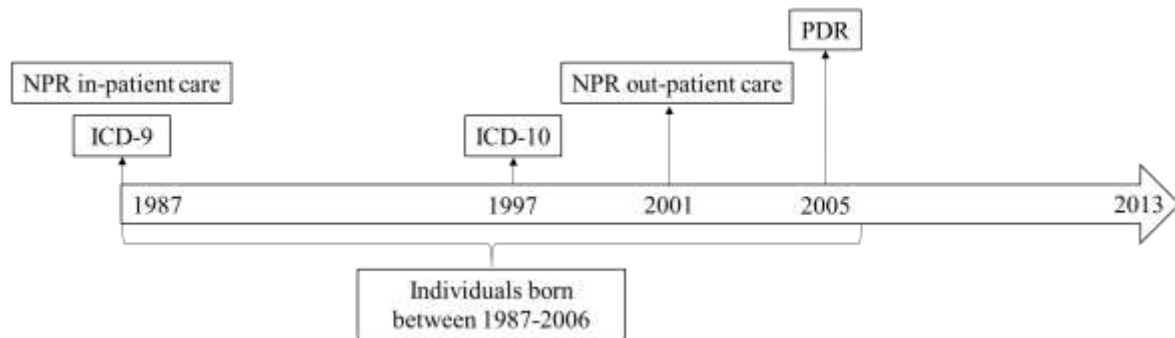 PDR
NPR in-patient care
NPR out-patient care
ICD-9
ICD-10
1987
1997
2001
2005
2013
Individuals born
between 1987-2006